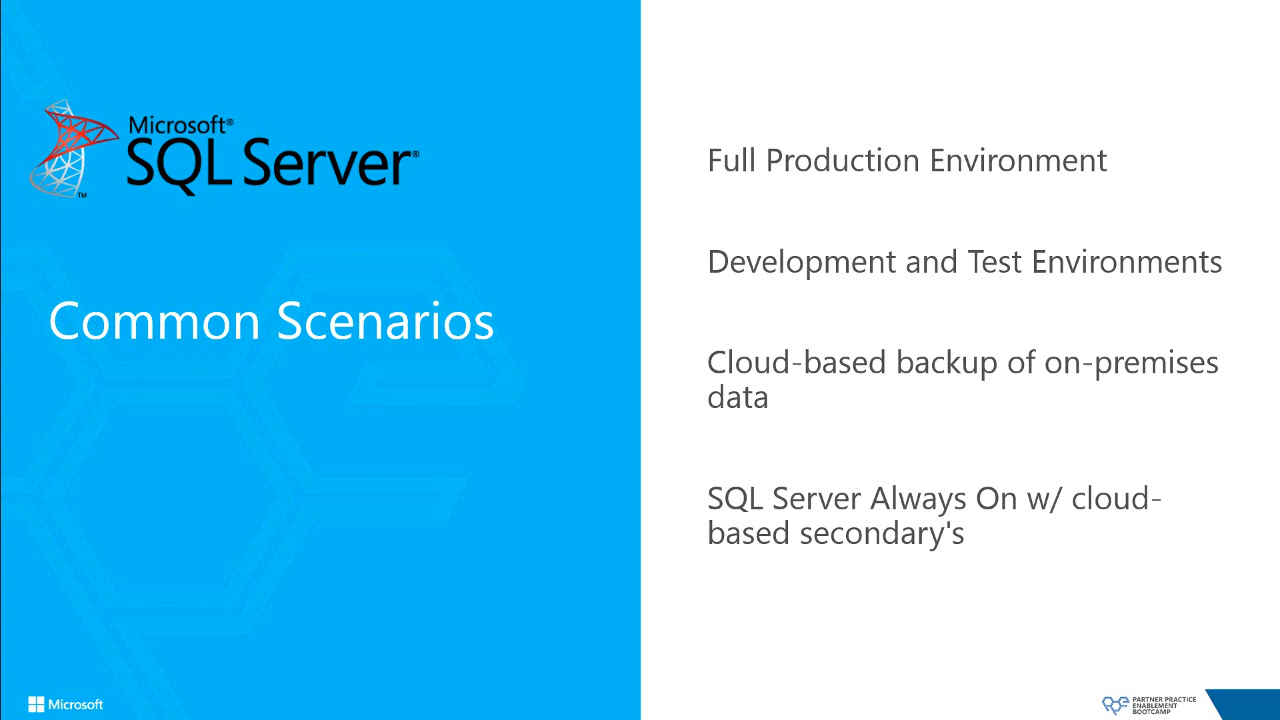 Microsoft®
SQL Server®
TM
Common Scenarios
Full Production Environment
Development and Test Environments
Cloud-based backup of on-premises
data
SQL Server Always On w/ cloud-
based secondary's
Microsoft
PARTNER PRACTICE
ENABLEMENT
BOOTCAMP